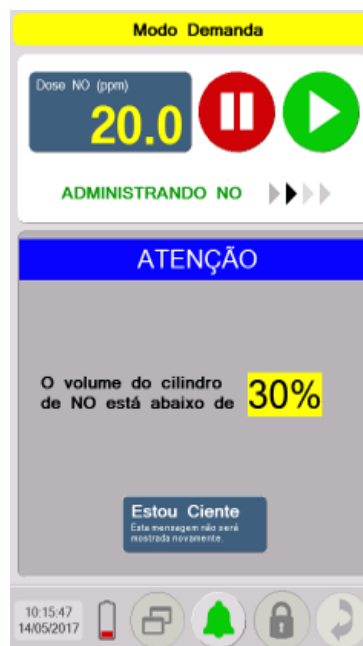 Modo Demanda
Dose NO (ppm)
20.0
ADMINISTRANDO NO
ATENÇÃO
O volume do cilindro
de NO está abaixo de 30%
Estou Ciente
Esta mensagem não será
mostrada novamente.
10:15:47
14/05/2017